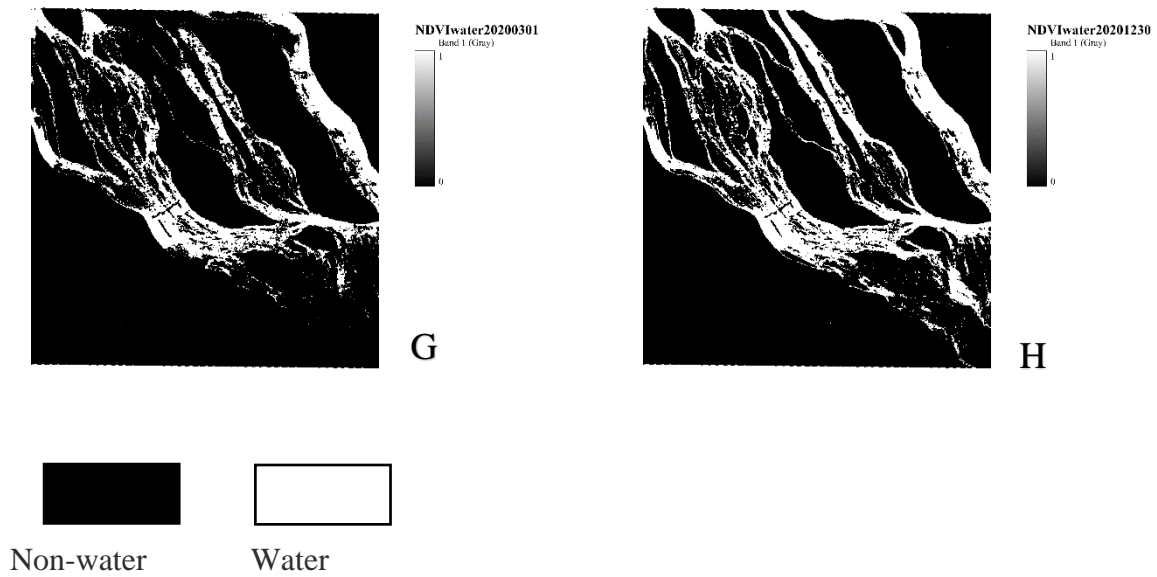 NDVIwater20200301
Band 1 (Gray)
1
0
G
NDVIwater20201230
Band 1 (Gray)
1
0
H
Non-water
Water